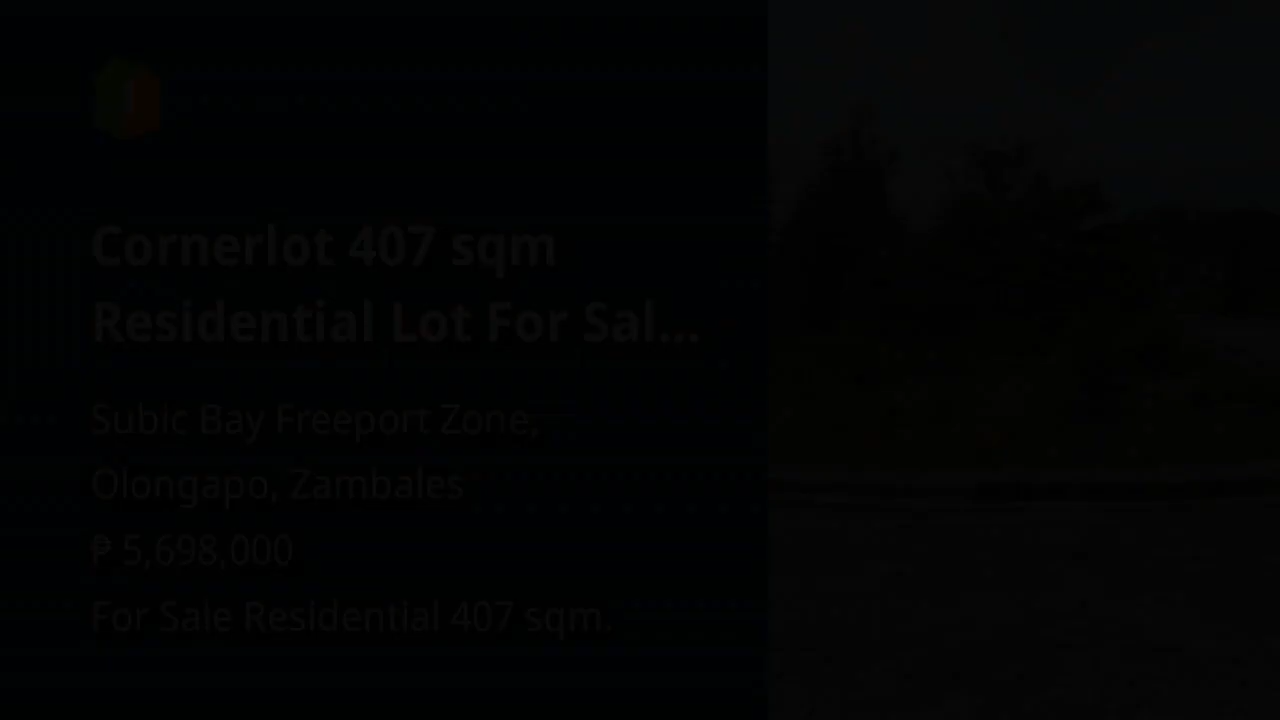 Cornerlot 407 sqm
Residential Lot For Sal...
Subic Bay Freeport Zone,
Olongapo, Zambales
₱ 5,698,000
For Sale Residential 407 sqm.